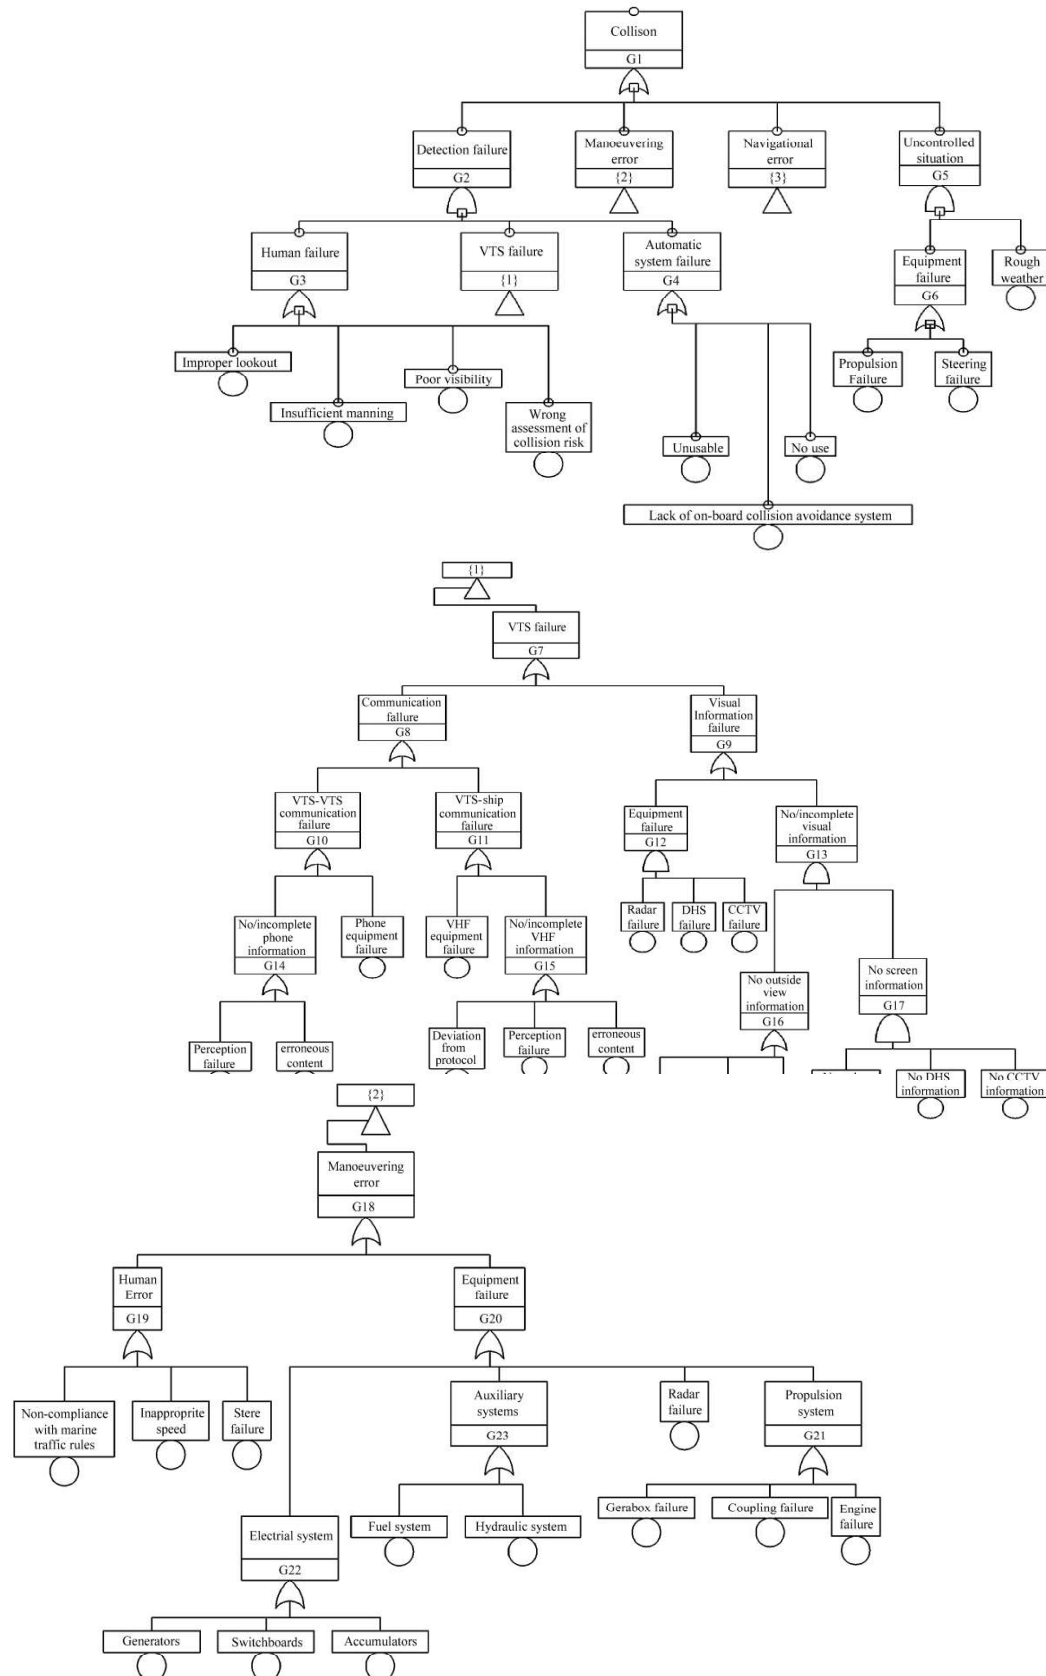 Collison
G1
Detection failure
G2
Manoeuvering
error
{2}
Navigational
error
{3}
Uncontrolled
situation
G5
Human failure
G3
VTS failure
{1}
Automatic
system failure
G4
Equipment
failure
G6
Rough
weather
Improper lookout
Insufficient manning
Poor visibility
Wrong
assessment of
collision risk
Unusable
No use
Lack of on-board collision avoidance system
Propulsion
Failure
Steering
failure
{1}
VTS failure
G7
Communication
fallure
G8
Visual
Information
failure
G9
VTS-VTS
communication
failure
G10
VTS-ship
communication
failure
G11
Equipment
failure
G12
No/incomplete
visual
information
G13
No/incomplete
phone
information
G14
Phone
equipment
failure
VHF
equipment
failure
No/incomplete
VHF
information
G15
Radar
failure
DHS
failure
CCTV
failure
No outside
view
information
G16
No screen
information
G17
Perception
failure
erroneous
content
Deviation
from
protocol
Perception
failure
erroneous
content
No DHS
information
No CCTV
information
{2}
Manoeuvering
error
G18
Human
Error
G19
Equipment
failure
G20
Non-compliance
with marine
traffic rules
Inapproprite
speed
Stere
failure
Auxiliary
systems
G23
Radar
failure
Propulsion
system
G21
Electrial system
G22
Fuel system
Hydraulic system
Gerabox failure
Coupling failure
Engine
failure
Generators
Switchboards
Accumulators